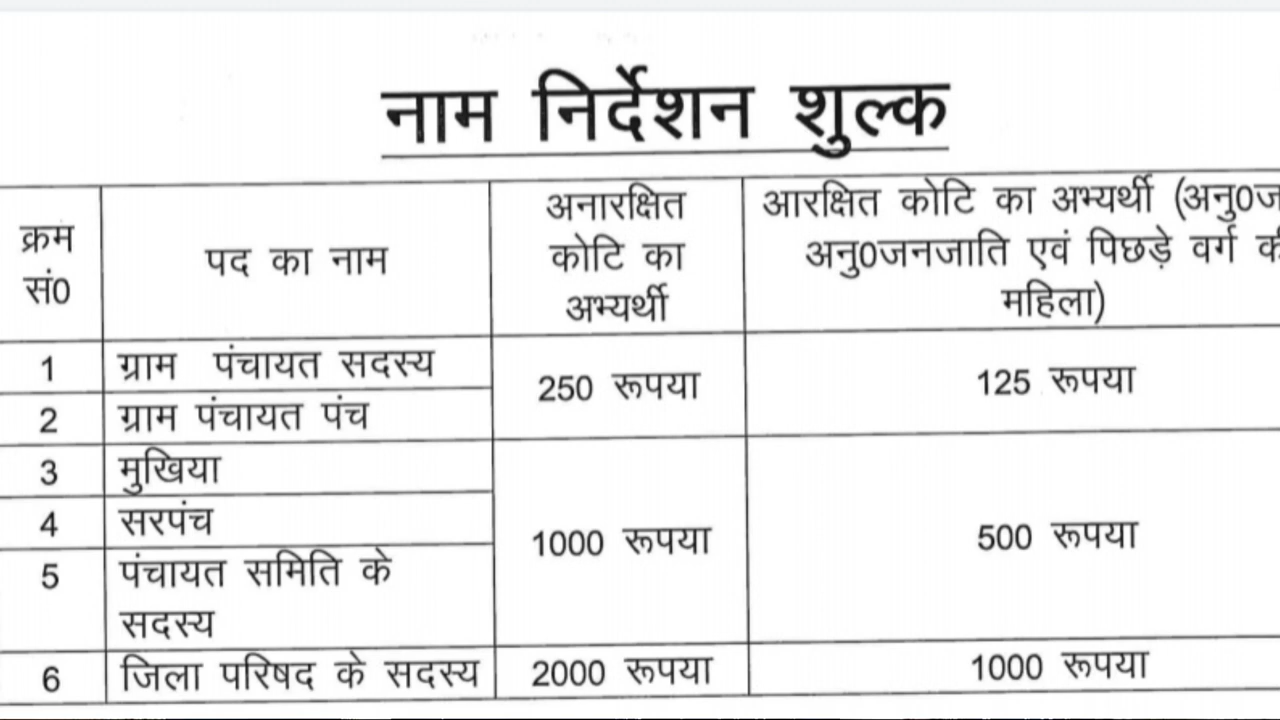 नाम निर्देशन शुल्क
क्रम सं0
पद का नाम
अनारक्षित
कोटि का
अभ्यर्थी
आरक्षित कोटि का अभ्यर्थी
अनु0जनजाति एवं पिछड़े वर्ग
महिला)
1 ग्राम पंचायत सदस्य 250 रूपया 125 रूपया
2 ग्राम पंचायत पंच
3 मुखिया
4 सरपंच 1000 रूपया 500 रूपया
5 पंचायत समिति के
सदस्य
6 जिला परिषद के सदस्य 2000 रूपया 1000 रूपया